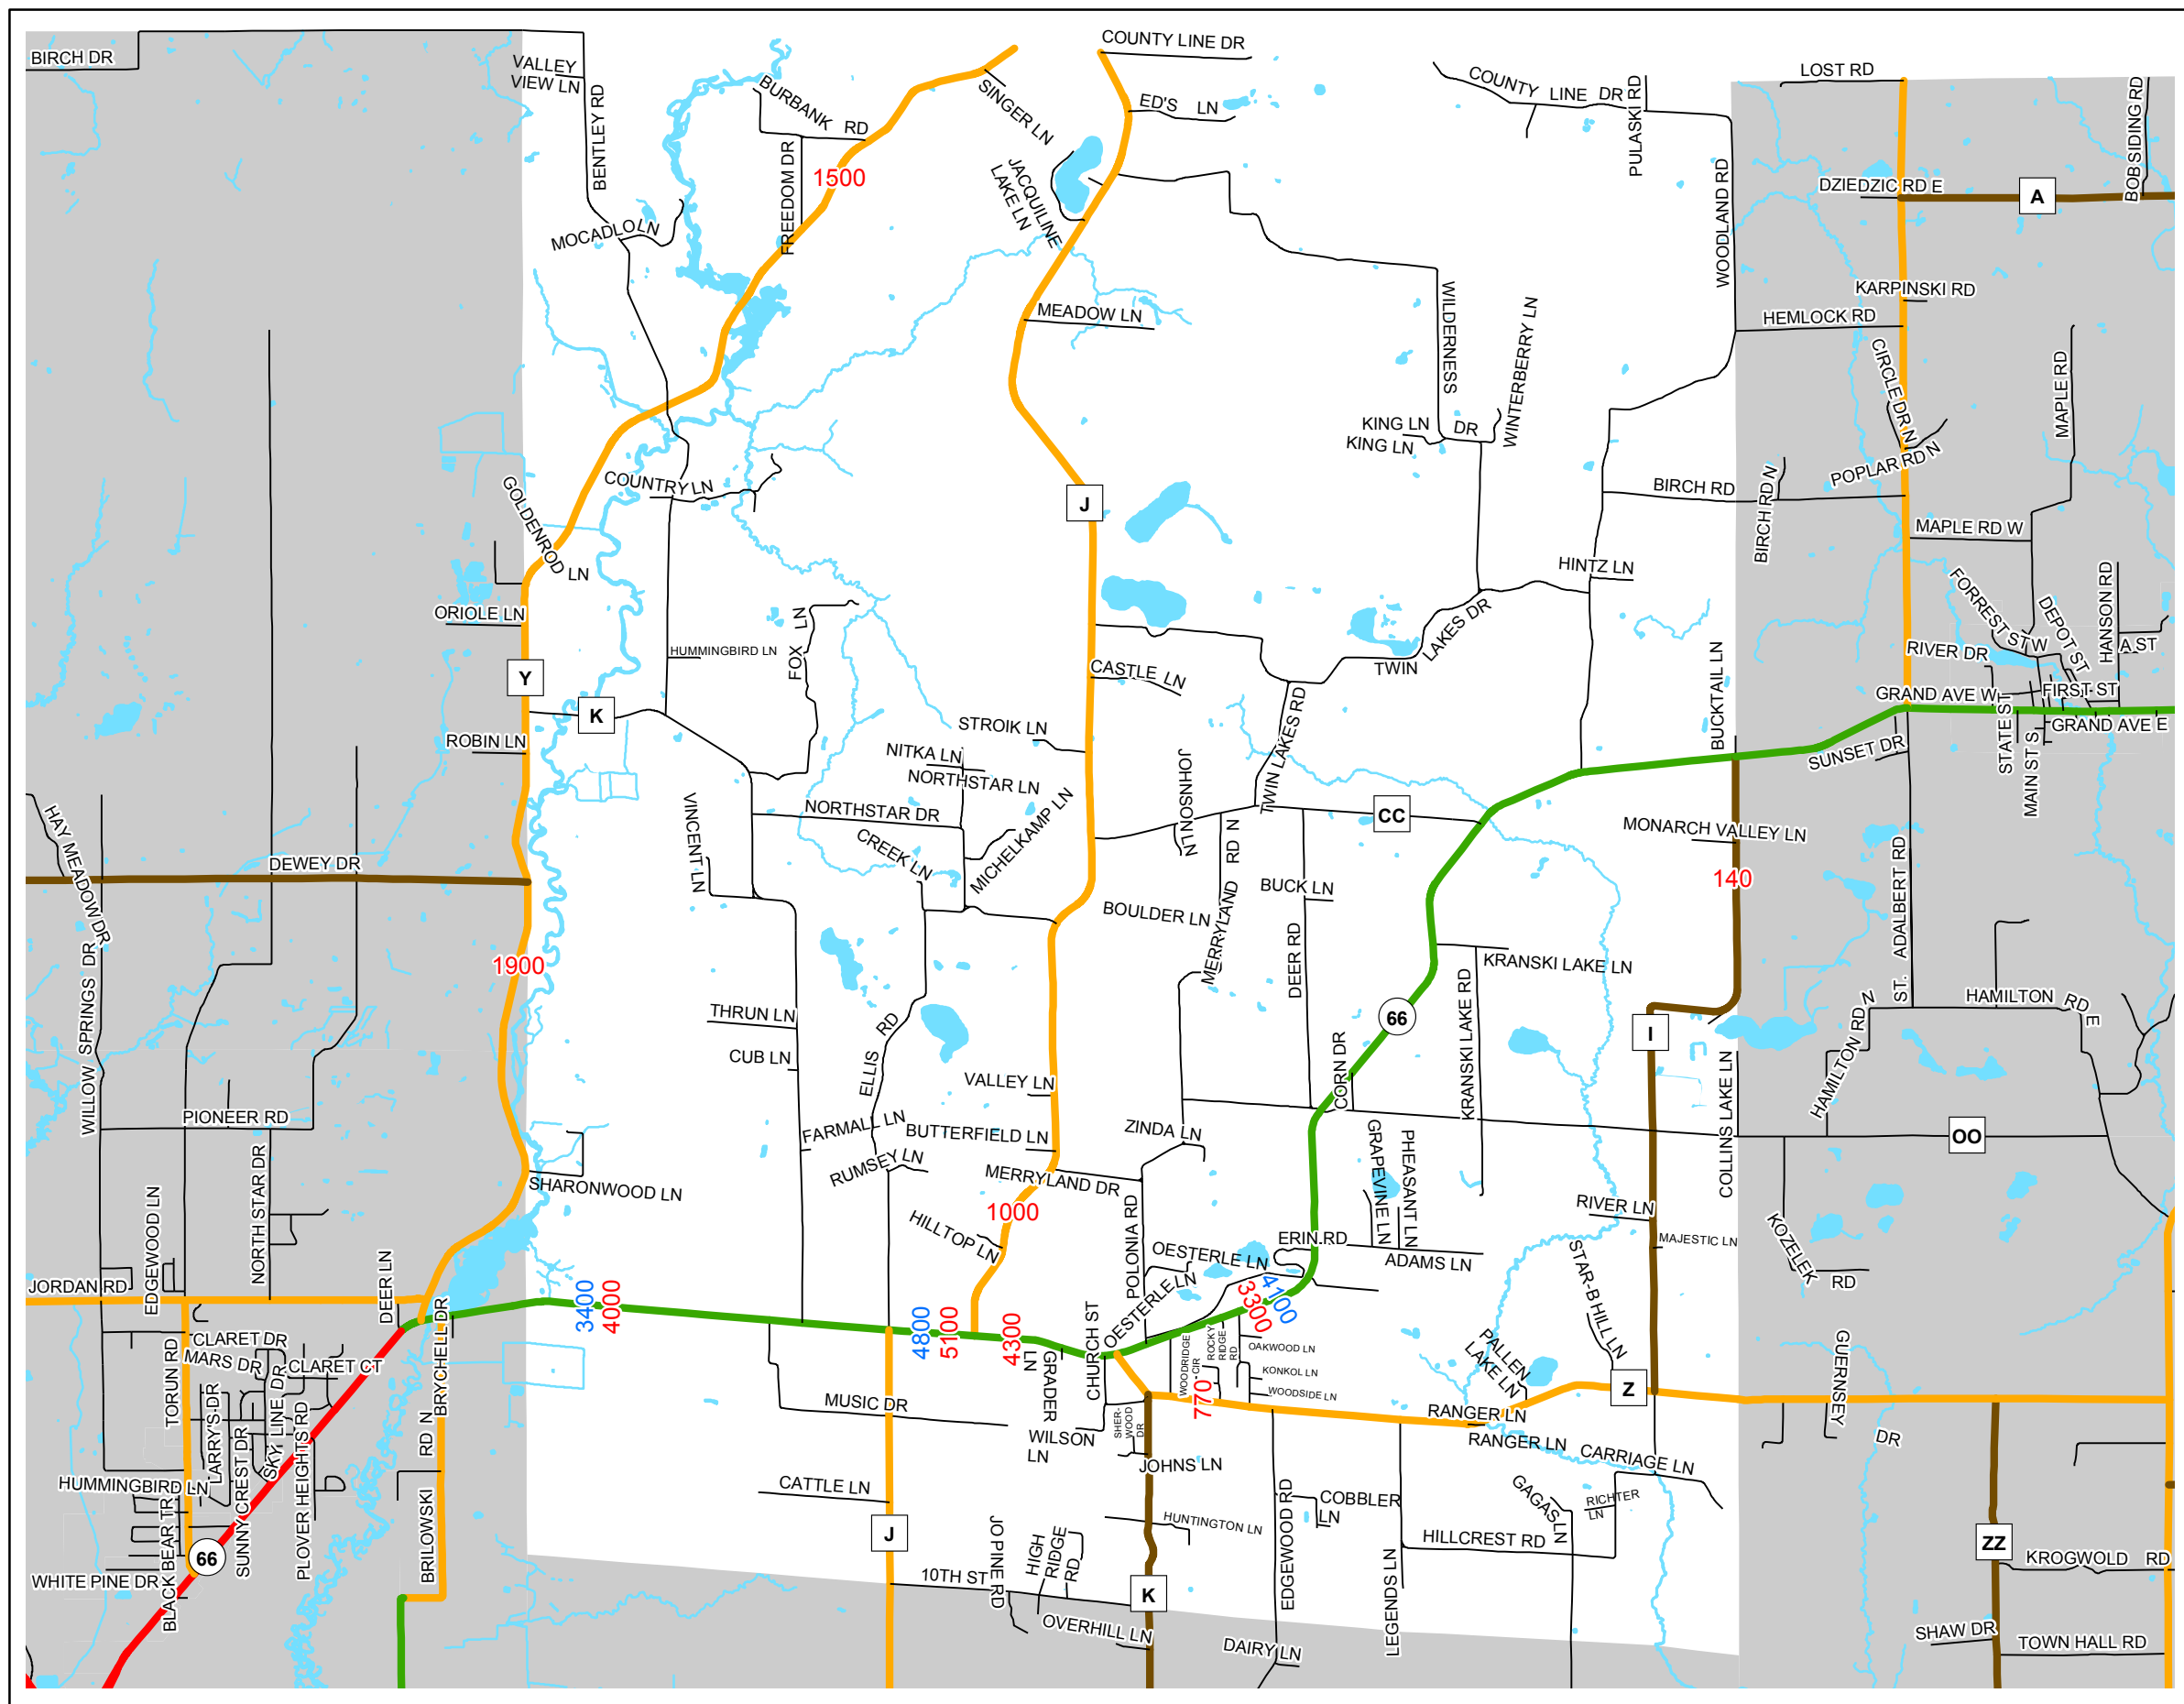 BIRCH DR
VALLEY
VIEW LN
BENTLEY RD
BURBANK RD
SINGER LN
COUNTY LINE DR
ED'S LN
COUNTY LINE DR
PULASKI RD
LOST RD
BOB SIDING RD
FREEDOM DR
1500
JACQUILINE
LAKE LN
WOODLAND RD
DZIEDZIC RD E
A
MOCADLO LN
MEADOW LN
WILDERNESS
DR
WINTERBERRY LN
KARPINSKI RD
HEMLOCK RD
CIRCLE DR N
MAPLE RD
KING LN
KING LN
POPLAR RD N
GOLDENROD LN
COUNTRY LN
J
BIRCH RD
BIRCH RD N
MAPLE RD W
HINTZ LN
FORREST ST W
DEPOT ST
HANSON RD
A ST
ORIOLE LN
FOX LN
HUMMINGBIRD LN
TWIN LAKES DR
RIVER DR
Y
CASTLE LN
BUCKTAIL LN
GRAND AVE W
FIRST ST
GRAND AVE E
K
STROIK LN
TWIN LAKES RD
STATE ST
MAIN ST S
SUNSET DR
ROBIN LN
NITKA LN
NORTHSTAR LN
JOHNSON LN
VINCENT LN
NORTHSTAR DR
MICHELKAMP LN
CC
MONARCH VALLEY LN
HAY MEADOW DR
DEWEY DR
CREEK LN
MERRYLAND RD N
BUCK LN
140
ST. ADALBERT RD
BOULDER LN
WILLOW SPRINGS DR
1900
DEER RD
KRANSKI LAKE LN
HAMILTON RD E
THRUN LN
66
I
HAMILTON RD N
CUB LN
ELLIS RD
CORN DR
KRANSKI LAKE RD
COLLINS LAKE LN
VALLEY LN
PIONEER RD
FARMALL LN
BUTTERFIELD LN
ZINDA LN
GRAPEVINE LN
PHEASANT LN
OO
NORTH STAR DR
RUMSEY LN
MERRYLAND DR
SHARONWOOD LN
EDGEWOOD LN
1000
POLONIA RD
RIVER LN
KOZELEK RD
HILLTOP LN
OESTERLE LN
ERIN RD
ADAMS LN
MAJESTIC LN
STAR-B HILL LN
JORDAN RD
DEER LN
BRYCHELL DR
3400
4000
4800
5100
4300
OESTERLE LN
3300
4100
TORUN RD
CLARET DR
MARS DR
CLARET CT
GRADER
LN
CHURCH ST
WOODRIDGE
CIR
ROCKY
RIDGE
RD
OAKWOOD LN
KONKOL LN
WOODSIDE LN
770
PALLEN
LAKE LN
Z
GUERNSEY DR
LARRY'S DR
SUNNYCREST DR
SKY LINE DR
PLOVER HEIGHTS RD
MUSIC DR
WILSON
LN
SHER-
WOOD
DR
RANGER LN
RANGER LN
CARRIAGE LN
HUMMINGBIRD LN
BLACK BEAR TRL
BRILOWSKI RD N
CATTLE LN
JOHNS LN
EDGEWOOD RD
COBBLER
LN
GAGAS LN
RICHTER
LN
J
HUNTINGTON LN
HILLCREST RD
66
JO PINE RD
HIGH
RIDGE
RD
LEGENDS LN
ZZ
KROGWOLD RD
WHITE PINE DR
10TH ST
K
OVERHILL LN
DAIRY LN
SHAW DR
TOWN HALL RD